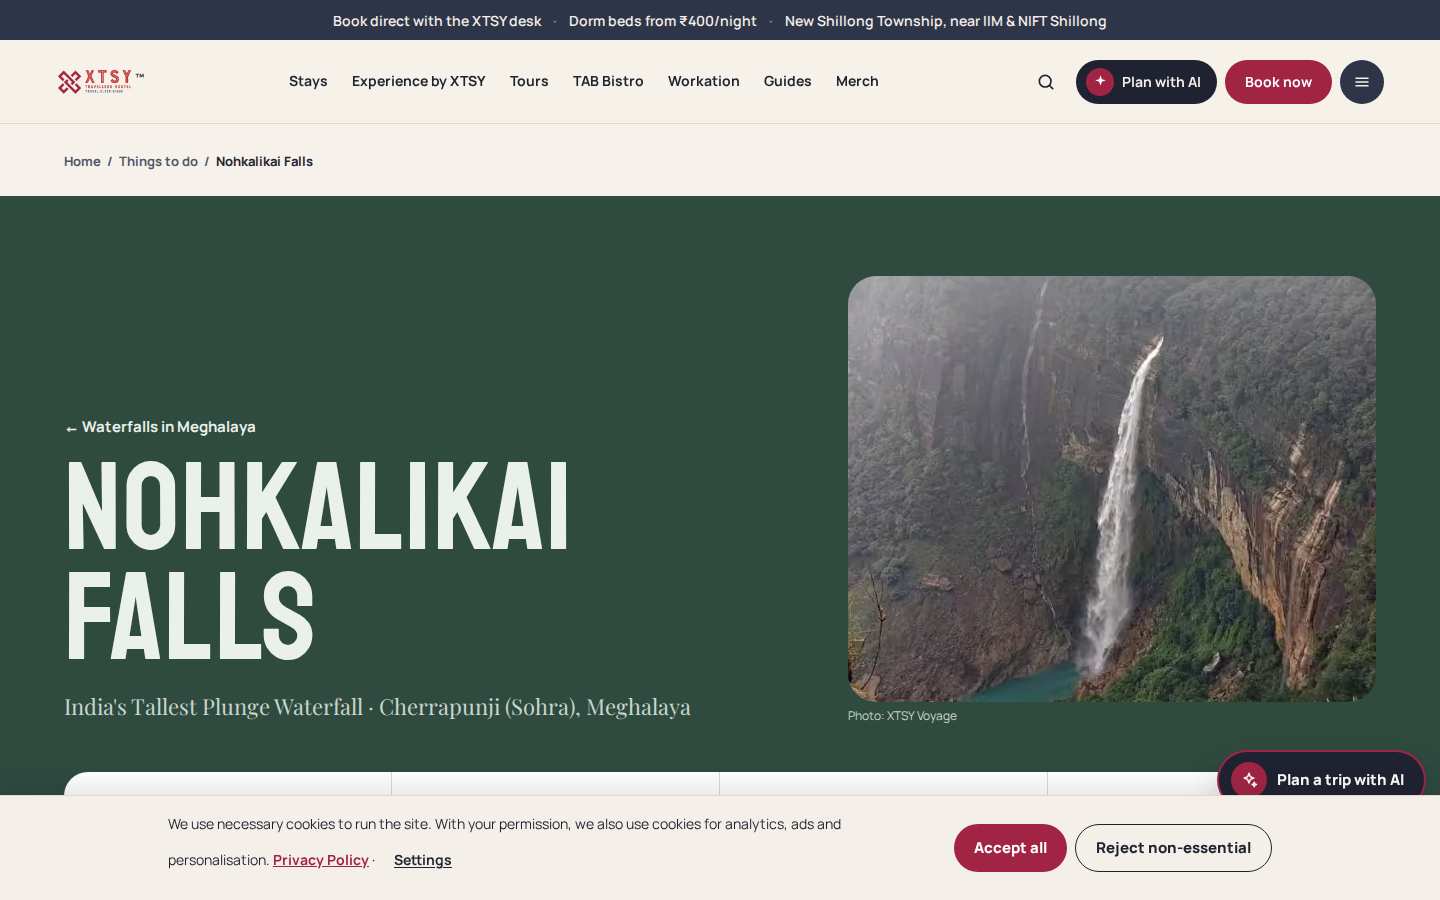 Book direct with the XTSY desk · Dorm beds from ₹400/night · New Shillong Township, near IIM & NIFT Shillong
XTSY™
Stays Experience by XTSY Tours TAB Bistro Workation Guides Merch
Plan with AI
Book now
Home / Things to do / Nohkalikai Falls
← Waterfalls in Meghalaya
NOHKALIKAI
FALLS
India's Tallest Plunge Waterfall · Cherrapunji (Sohra), Meghalaya
Photo: XTSY Voyage
Plan a trip with AI
We use necessary cookies to run the site. With your permission, we also use cookies for analytics, ads and
personalisation. Privacy Policy · Settings
Accept all
Reject non-essential